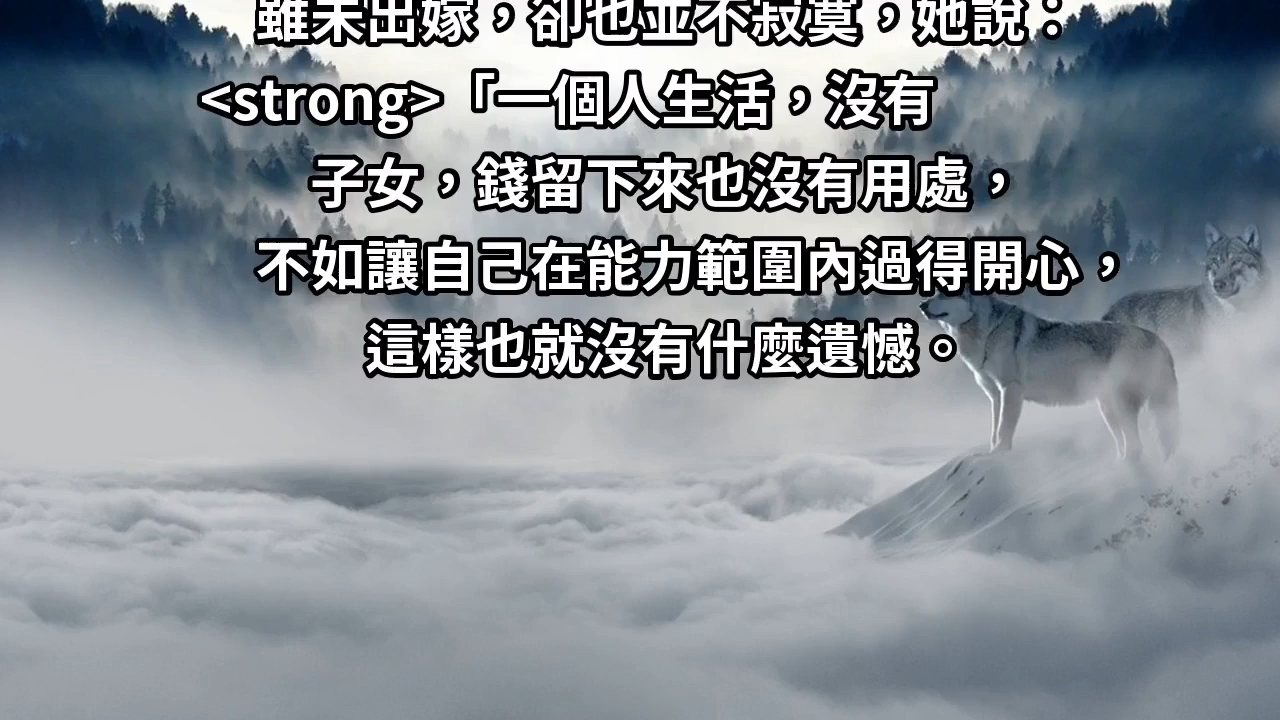 雖未出嫁，卻也並不寂寞，她說：
<strong>「一個人生活，沒有
子女，錢留下來也沒有用處，
不如讓自己在能力範圍內過得開心，
這樣也就沒有什麼遺憾。